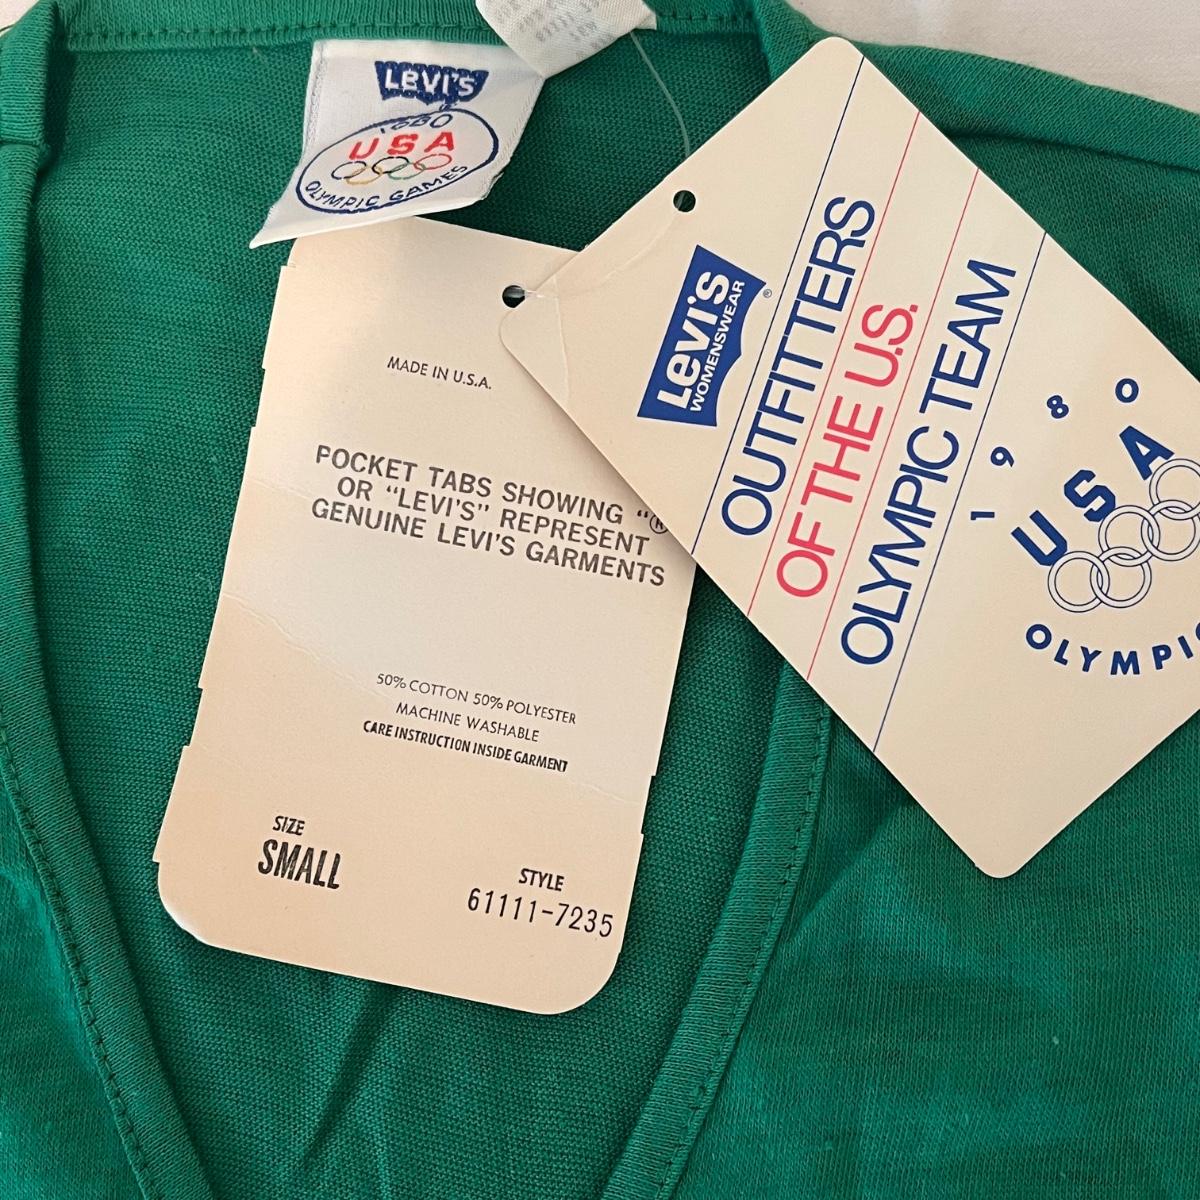 LEVI'S
1980
USA
OLYMPIC GAMES
MADE IN U.S.A.
POCKET TABS SHOWING "®
OR "LEVI'S" REPRESENT
GENUINE LEVI'S GARMENTS
50% COTTON 50% POLYESTER
MACHINE WASHABLE
CARE INSTRUCTION INSIDE GARMENT
SIZE
SMALL
STYLE
61111-7235
Levi's ®
WOMENSWEAR
OUTFITTERS
OF THE U.S.
OLYMPIC TEAM
1980
USA
OLYMPIC